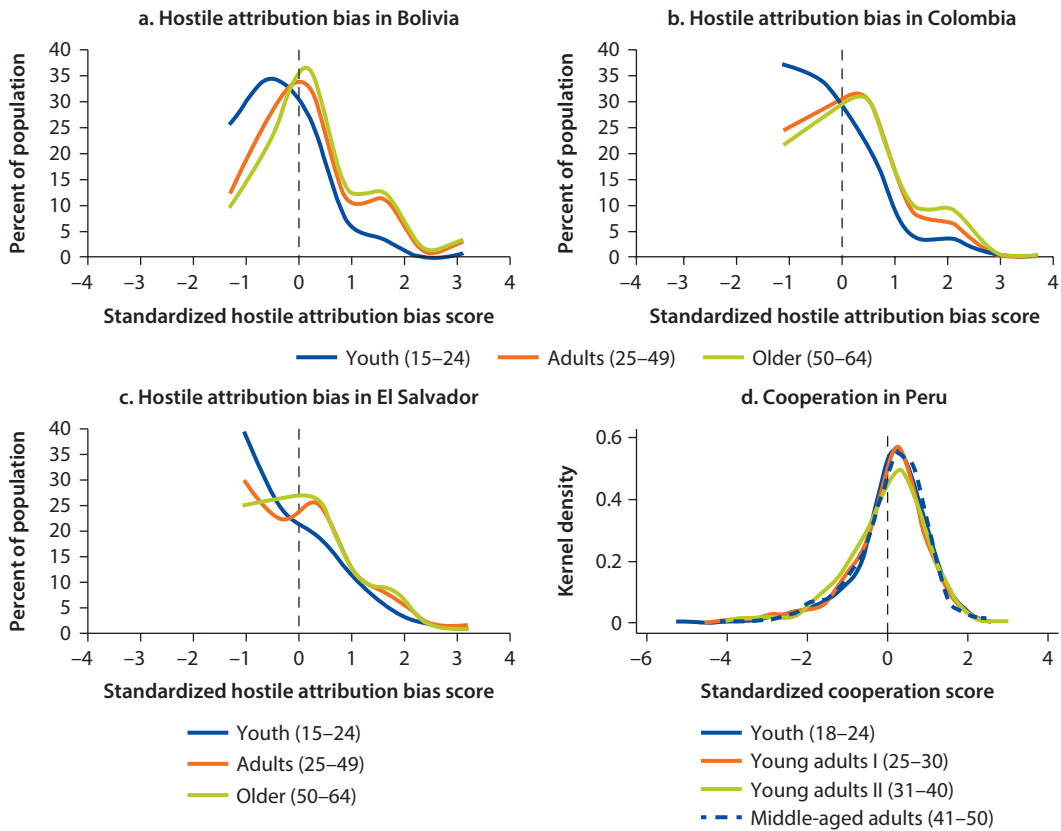 a. Hostile attribution bias in Bolivia
Percent of population
40
35
30
25
20
15
10
5
0
−4 −3 −2 −1 0 1 2 3 4
Standardized hostile attribution bias score
b. Hostile attribution bias in Colombia
Percent of population
40
35
30
25
20
15
10
5
0
−4 −3 −2 −1 0 1 2 3 4
Standardized hostile attribution bias score
Youth (15–24) Adults (25–49) Older (50–64)
c. Hostile attribution bias in El Salvador
Percent of population
40
35
30
25
20
15
10
5
0
−4 −3 −2 −1 0 1 2 3 4
Standardized hostile attribution bias score
Youth (15–24)
Adults (25–49)
Older (50–64)
d. Cooperation in Peru
Kernel density
0.6
0.4
0.2
0
−6 −4 −2 0 2 4
Standardized cooperation score
Youth (18–24)
Young adults I (25–30)
Young adults II (31–40)
Middle-aged adults (41–50)